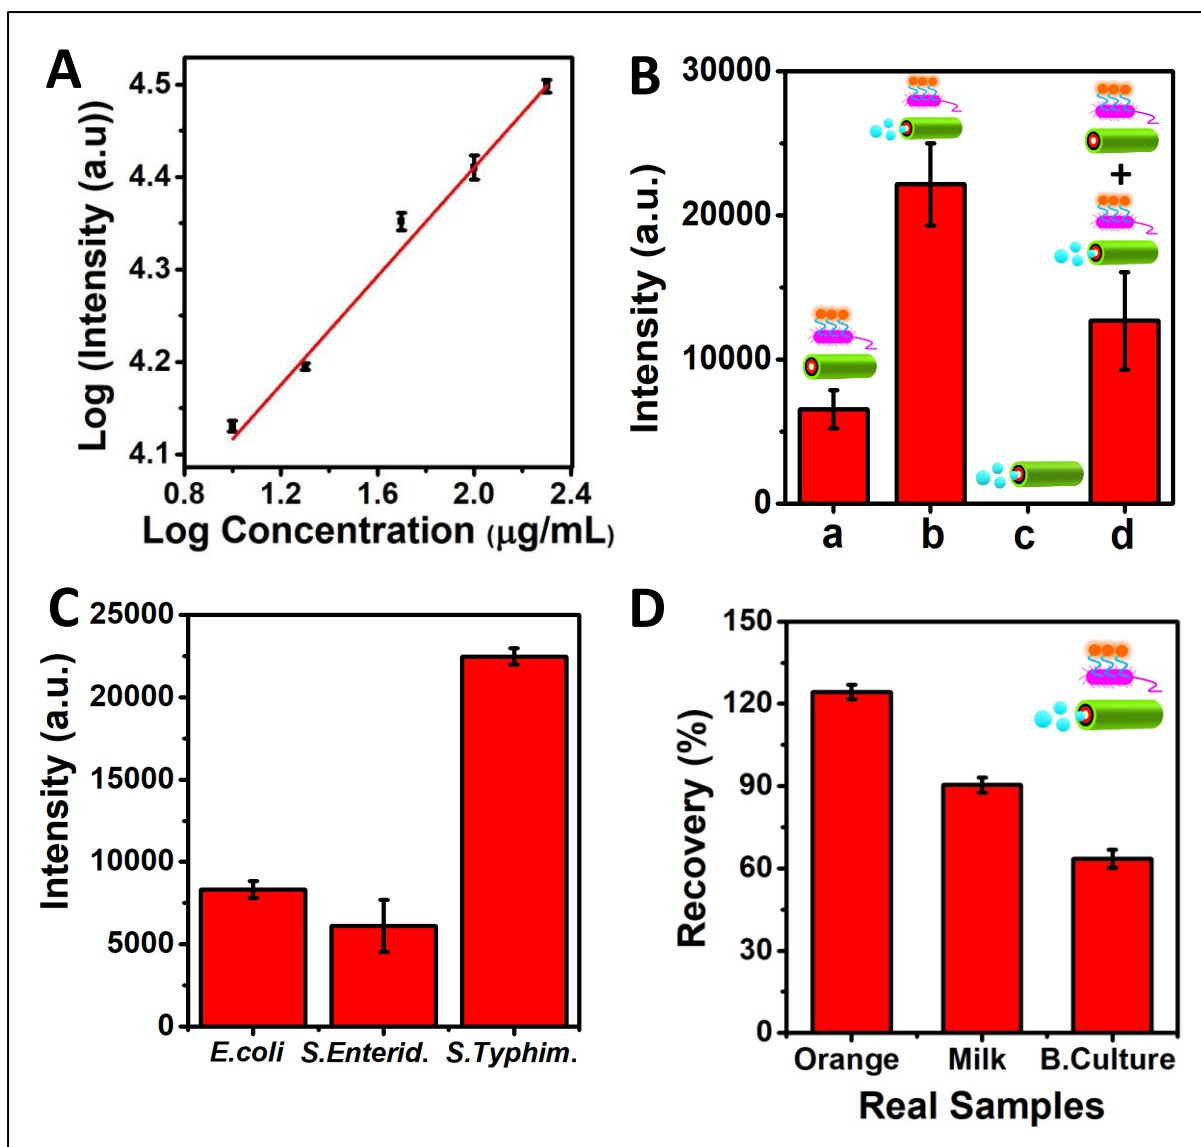 A
4.5
4.4
4.3
4.2
4.1
Log (Intensity (a.u))
0.8 1.2 1.6 2.0 2.4
Log Concentration (μg/mL)
B
30000
20000
10000
0
Intensity (a.u.)
+
a b c d
C
25000
20000
15000
10000
5000
0
Intensity (a.u.)
E.coli S.Enterid. S.Typhim.
D
150
120
90
60
30
0
Recovery (%)
Orange Milk B.Culture
Real Samples